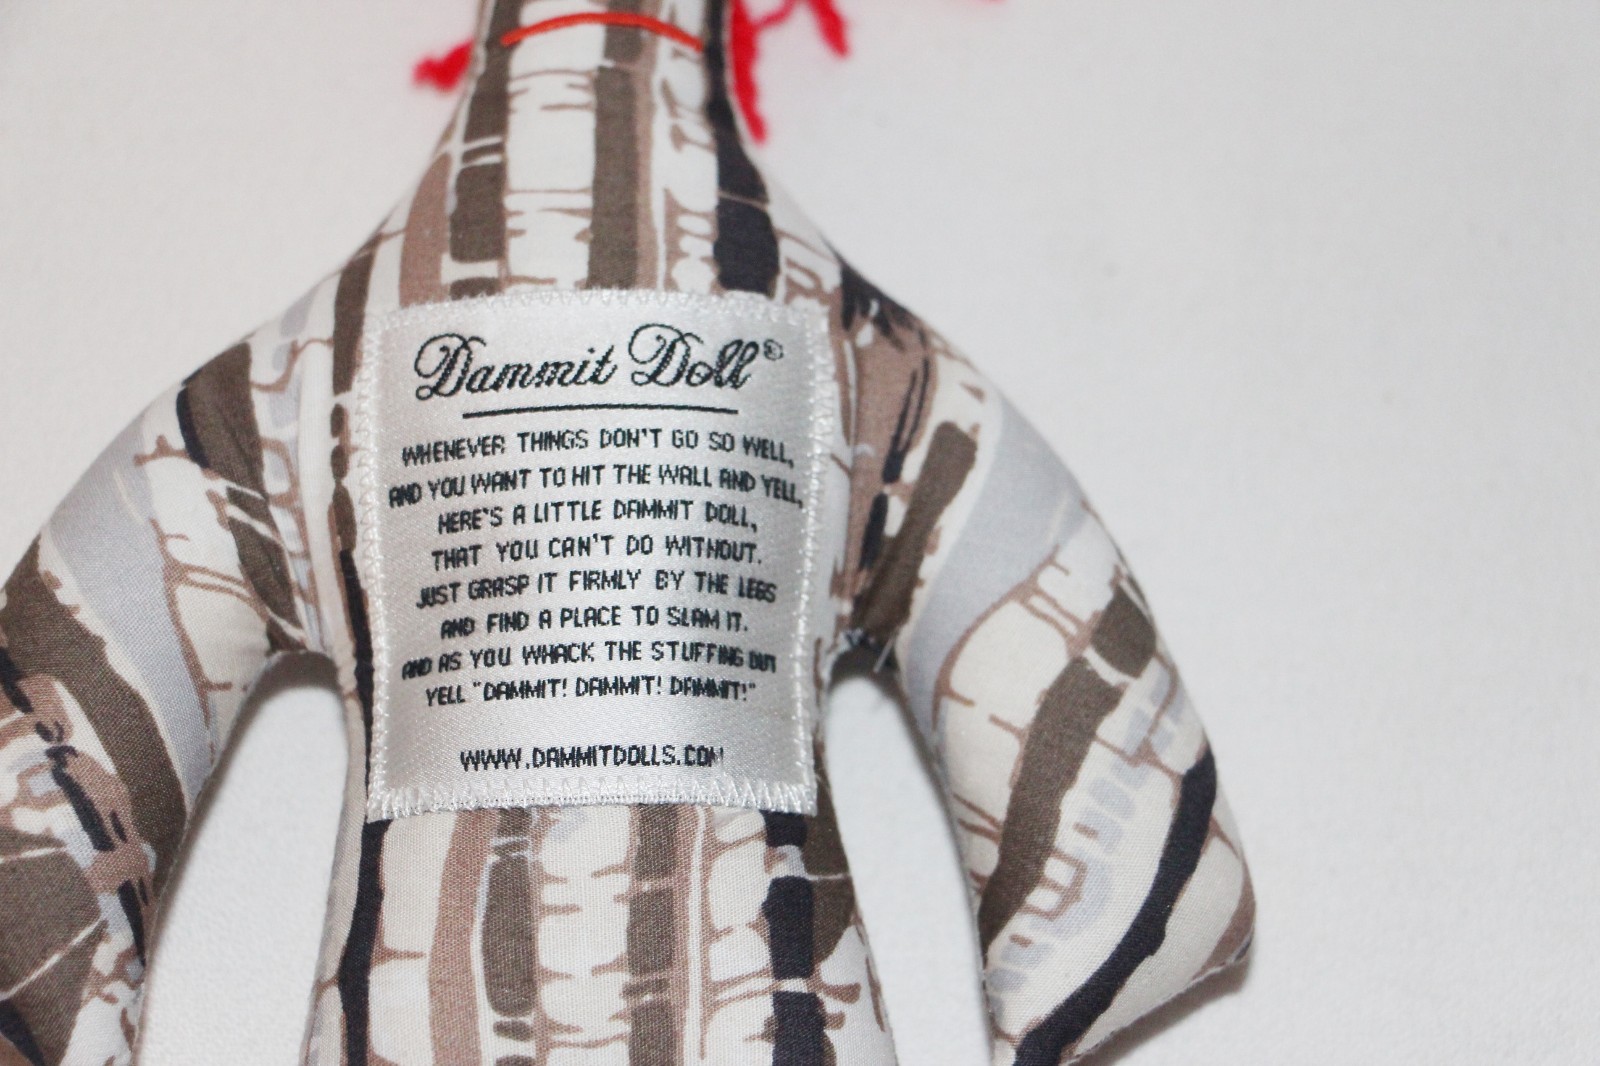 Dammit Doll®
WHENEVER THINGS DON'T GO SO WELL,
AND YOU WANT TO HIT THE WALL AND YELL,
HERE'S A LITTLE DAMMIT DOLL,
THAT YOU CAN'T DO WITHOUT.
JUST GRASP IT FIRMLY BY THE LEGS
AND FIND A PLACE TO SLAM IT.
AND AS YOU WHACK THE STUFFING OUT
YELL "DAMMIT! DAMMIT! DAMMIT!"
WWW.DAMMITDOLLS.COM